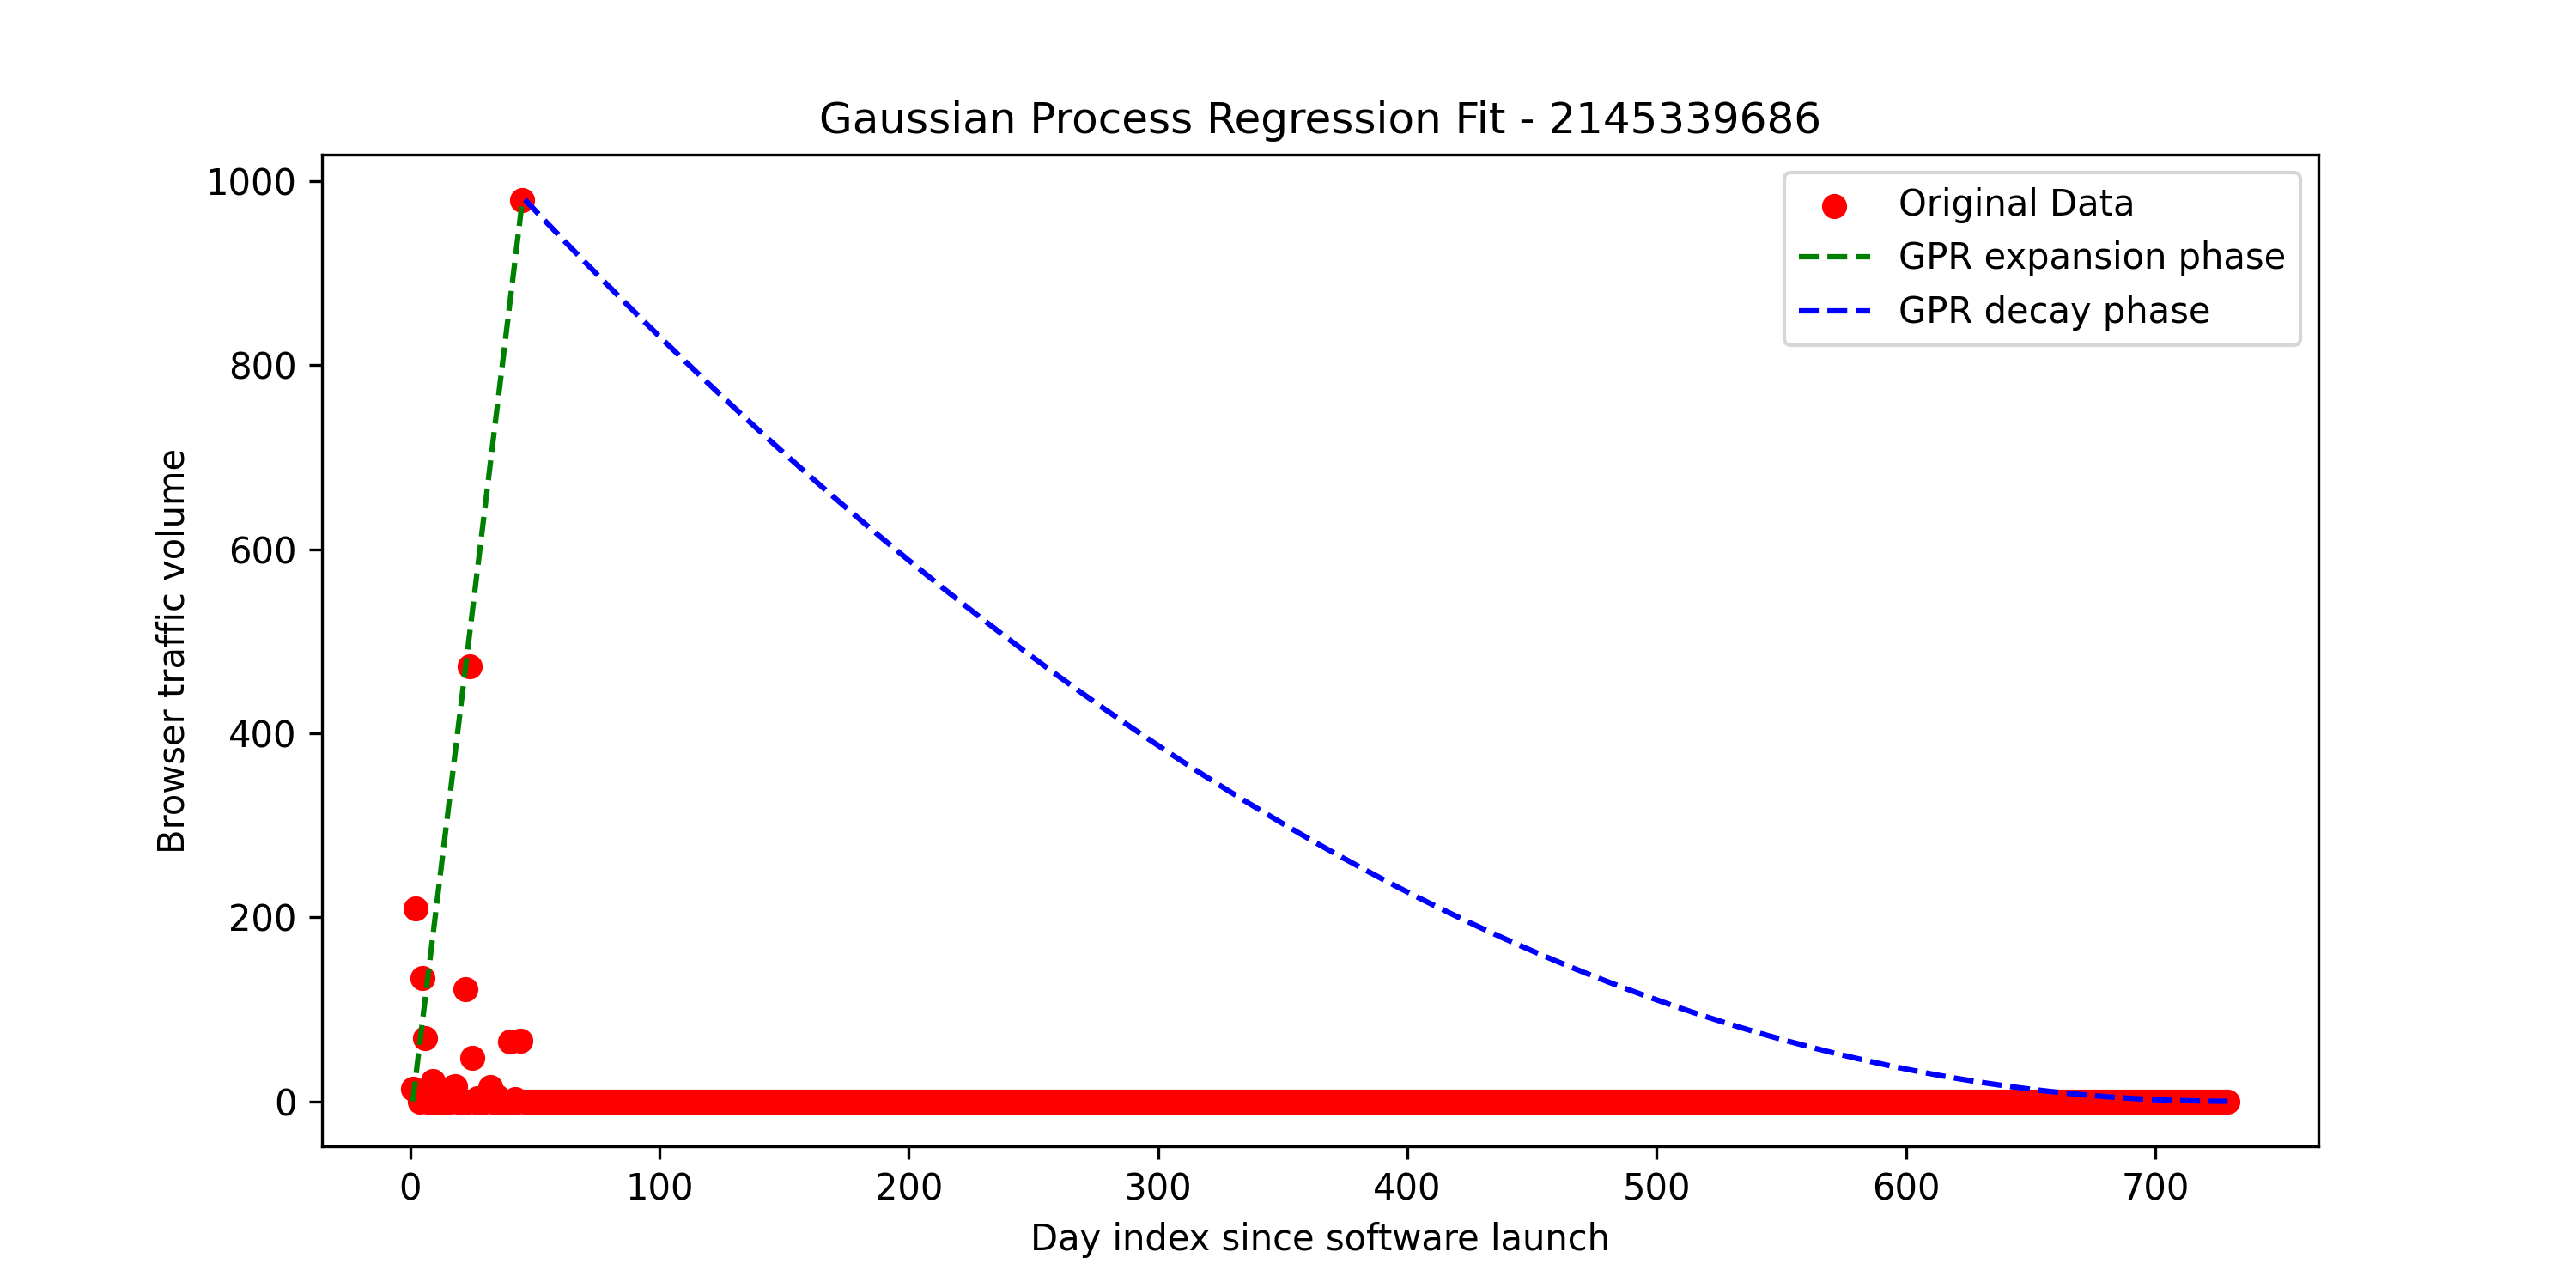 Gaussian Process Regression Fit - 2145339686
Original Data
GPR expansion phase
GPR decay phase
Browser traffic volume
1000
800
600
400
200
0
0 100 200 300 400 500 600 700
Day index since software launch